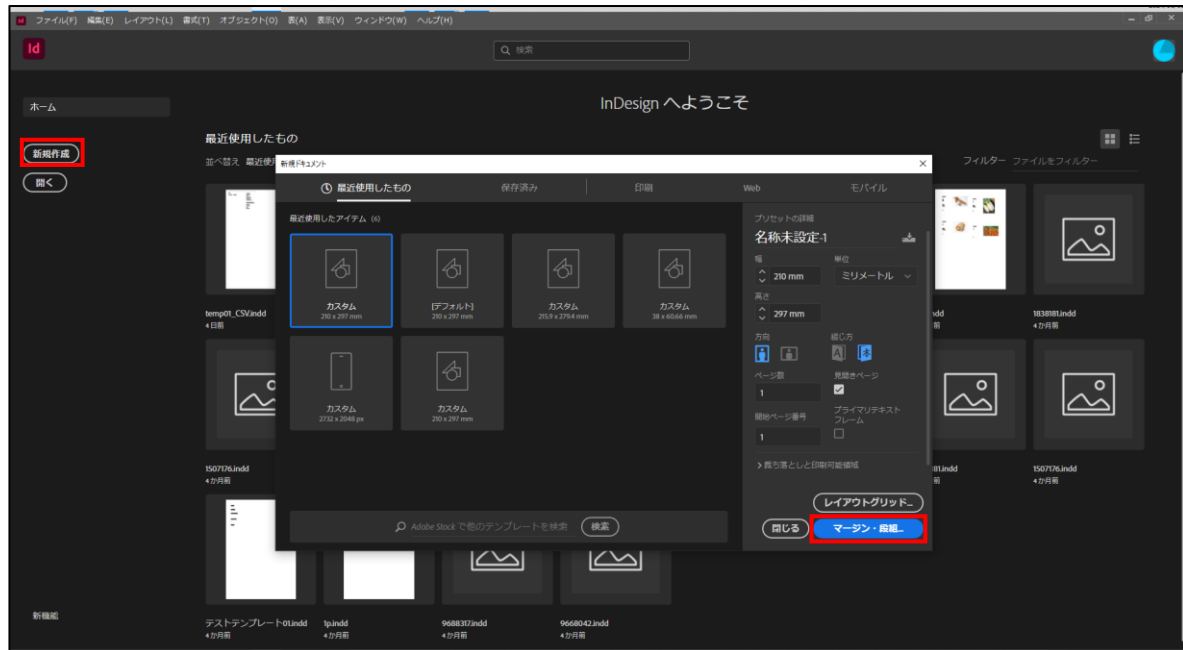 ファイル(F) 編集(E) レイアウト(L) 書式(T) オブジェクト(O) 表(A) 表示(V) ウィンドウ(W) ヘルプ(H)
Id
検索
ホーム
InDesign へようこそ
新規作成
開く
最近使用したもの
並べ替え 最近使
フィルター ファイルをフィルター
temp01_CSV.indd
4 日前
ndd
前
1838181.indd
4 か月前
1507176.indd
4 か月前
81.indd
前
1507176.indd
4 か月前
テストテンプレート01.indd
4 か月前
1p.indd
4 か月前
9688317.indd
4 か月前
9668042.indd
4 か月前
新機能
新規ドキュメント
最近使用したもの 保存済み 印刷 Web モバイル
最近使用したアイテム (6)
カスタム
210 x 297 mm
[デフォルト]
210 x 297 mm
カスタム
215.9 x 279.4 mm
カスタム
38 x 60.66 mm
カスタム
2732 x 2048 px
カスタム
210 x 297 mm
Adobe Stock で他のテンプレートを検索 検索
プリセットの詳細
名称未設定-1
幅 単位
210 mm ミリメートル
高さ
297 mm
方向 綴じ方
ページ数 見開きページ
1
開始ページ番号 プライマリテキスト
フレーム
1
裁ち落としと印刷可能領域
レイアウトグリッド...
閉じる マージン・段組...